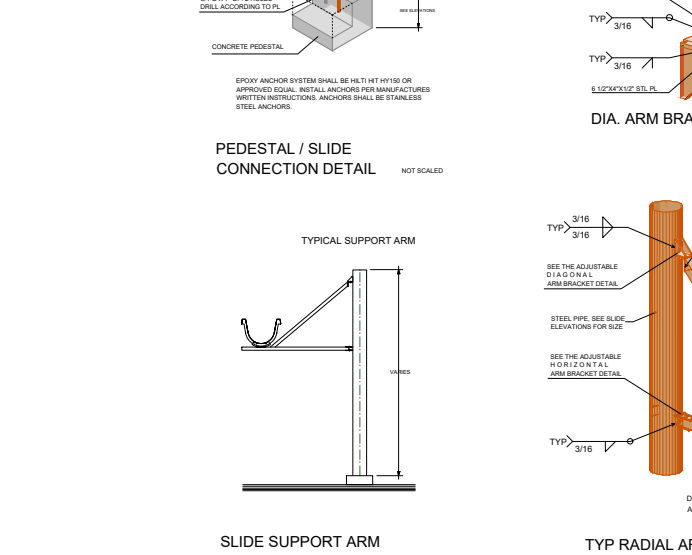 DRILL ACCORDING TO PL
SEE ELEVATIONS
CONCRETE PEDESTAL
EPOXY ANCHOR SYSTEM SHALL BE HILTI HIT HY150 OR
APPROVED EQUAL. INSTALL ANCHORS PER MANUFACTURES
WRITTEN INSTRUCTIONS. ANCHORS SHALL BE STAINLESS
STEEL ANCHORS.
PEDESTAL / SLIDE
CONNECTION DETAIL
NOT SCALED
TYPICAL SUPPORT ARM
VARIES
SLIDE SUPPORT ARM
TYP
3/16
TYP
3/16
6 1/2"X4"X1/2" STL PL
DIA. ARM BRA
TYP
3/16
3/16
SEE THE ADJUSTABLE
DIAGONAL
ARM BRACKET DETAIL
STEEL PIPE, SEE SLIDE
ELEVATIONS FOR SIZE
SEE THE ADJUSTABLE
HORIZONTAL
ARM BRACKET DETAIL
TYP
3/16
D
A
TYP RADIAL AR